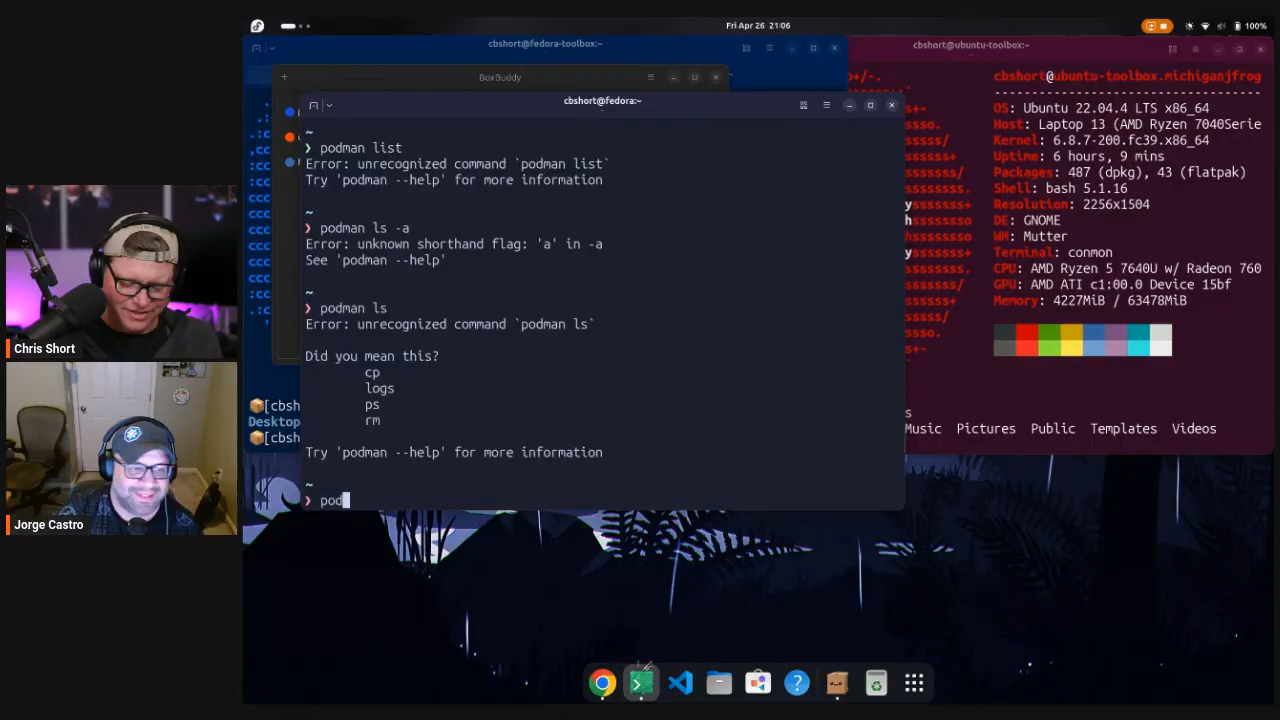 Fri Apr 26 21:06
100%
cbshort@fedora-toolbox:~
BoxBuddy
cbshort@fedora:~
~
❯ podman list
Error: unrecognized command `podman list`
Try 'podman --help' for more information
~
❯ podman ls -a
Error: unknown shorthand flag: 'a' in -a
See 'podman --help'
~
❯ podman ls
Error: unrecognized command `podman ls`
Did you mean this?
cp
logs
ps
rm
Try 'podman --help' for more information
~
❯ pod
[cbsh
Desktop
[cbsh
cbshort@ubuntu-toolbox:~
cbshort@ubuntu-toolbox.michiganjfrog
OS: Ubuntu 22.04.4 LTS x86_64
Host: Laptop 13 (AMD Ryzen 7040Serie
Kernel: 6.8.7-200.fc39.x86_64
Uptime: 6 hours, 9 mins
Packages: 487 (dpkg), 43 (flatpak)
Shell: bash 5.1.16
Resolution: 2256x1504
DE: GNOME
WM: Mutter
Terminal: conmon
CPU: AMD Ryzen 5 7640U w/ Radeon 760
GPU: AMD ATI c1:00.0 Device 15bf
Memory: 4227MiB / 63478MiB
Music Pictures Public Templates Videos
Chris Short
Jorge Castro